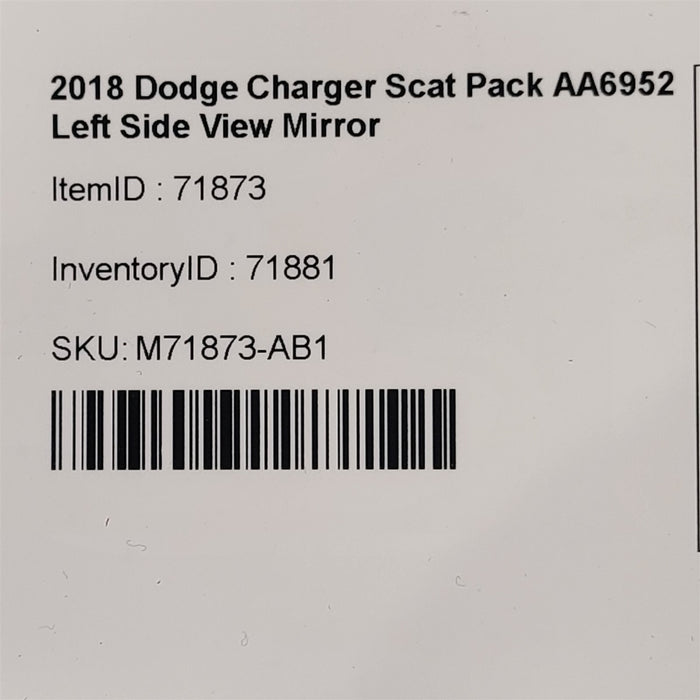 2018 Dodge Charger Scat Pack AA6952
Left Side View Mirror
ItemID : 71873
InventoryID : 71881
SKU: M71873-AB1